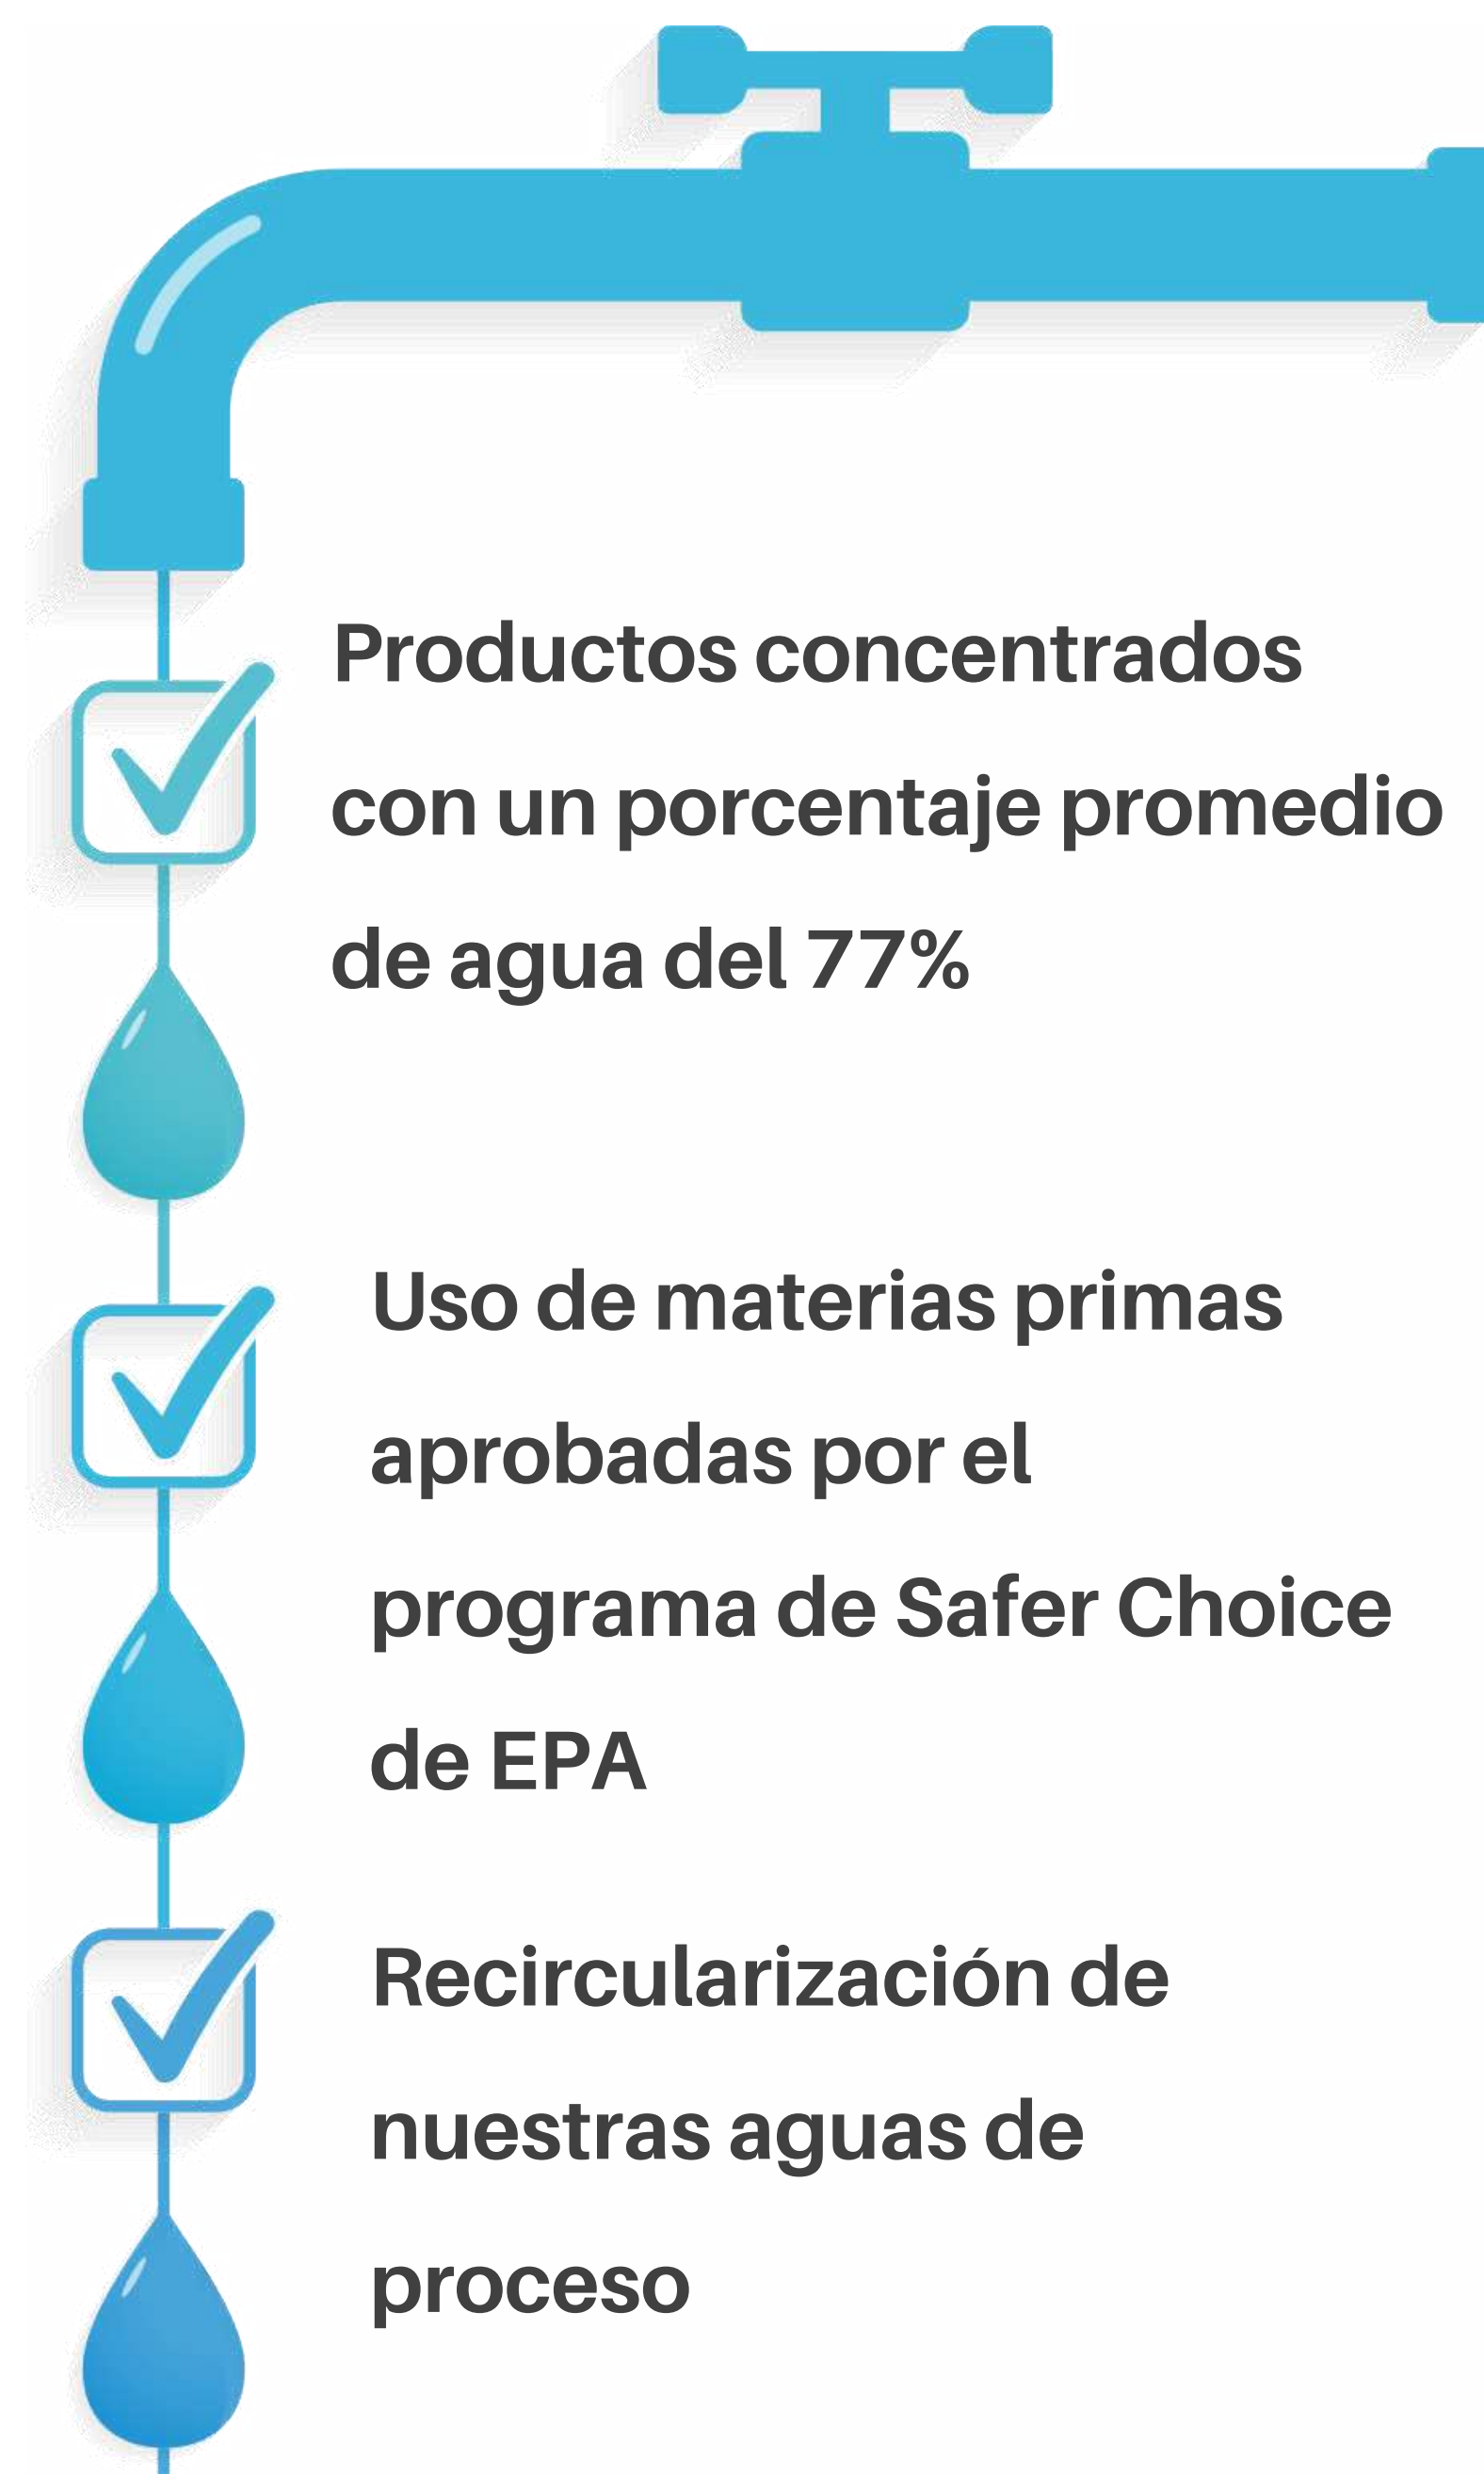 Productos concentrados
con un porcentaje promedio
de agua del 77%
Uso de materias primas
aprobadas por el
programa de Safer Choice
de EPA
Recircularización de
nuestras aguas de
proceso